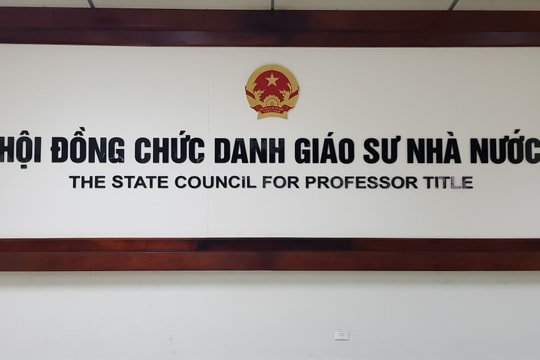 HỘI ĐỒNG CHỨC DANH GIÁO SƯ NHÀ NƯỚC
THE STATE COUNCIL FOR PROFESSOR TITLE